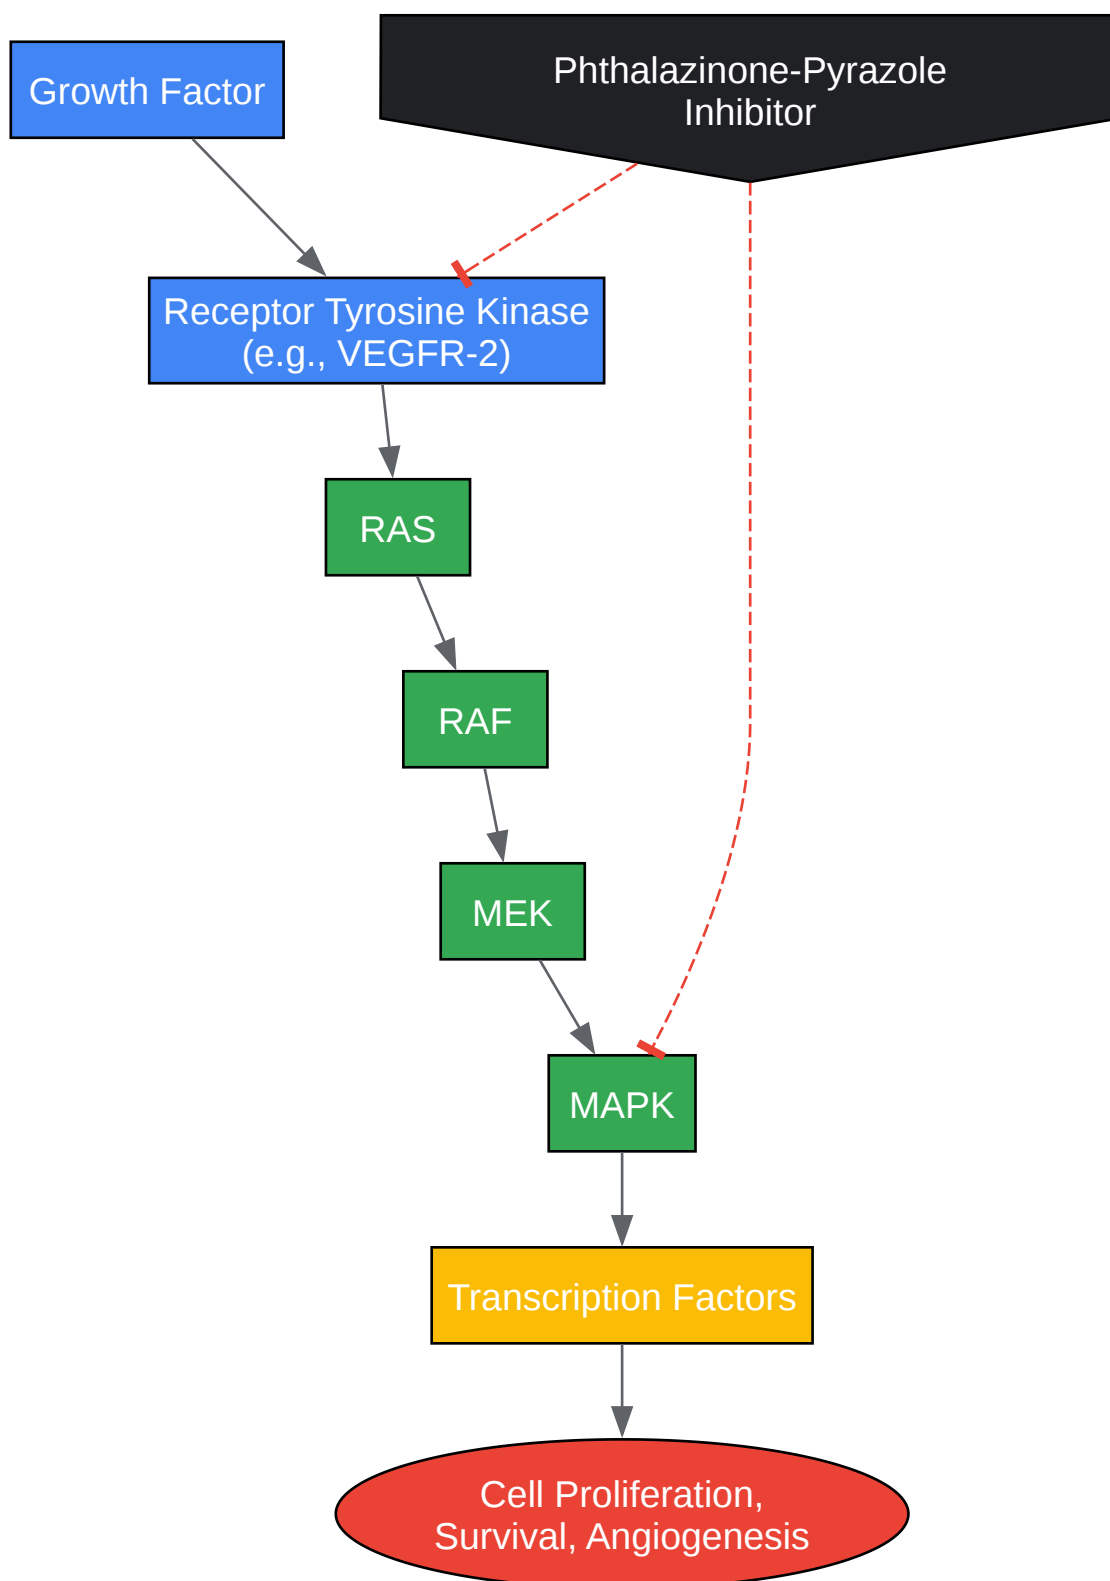 Growth Factor
Phthalazinone-Pyrazole
Inhibitor
Receptor Tyrosine Kinase
(e.g., VEGFR-2)
RAS
RAF
MEK
MAPK
Transcription Factors
Cell Proliferation,
Survival, Angiogenesis